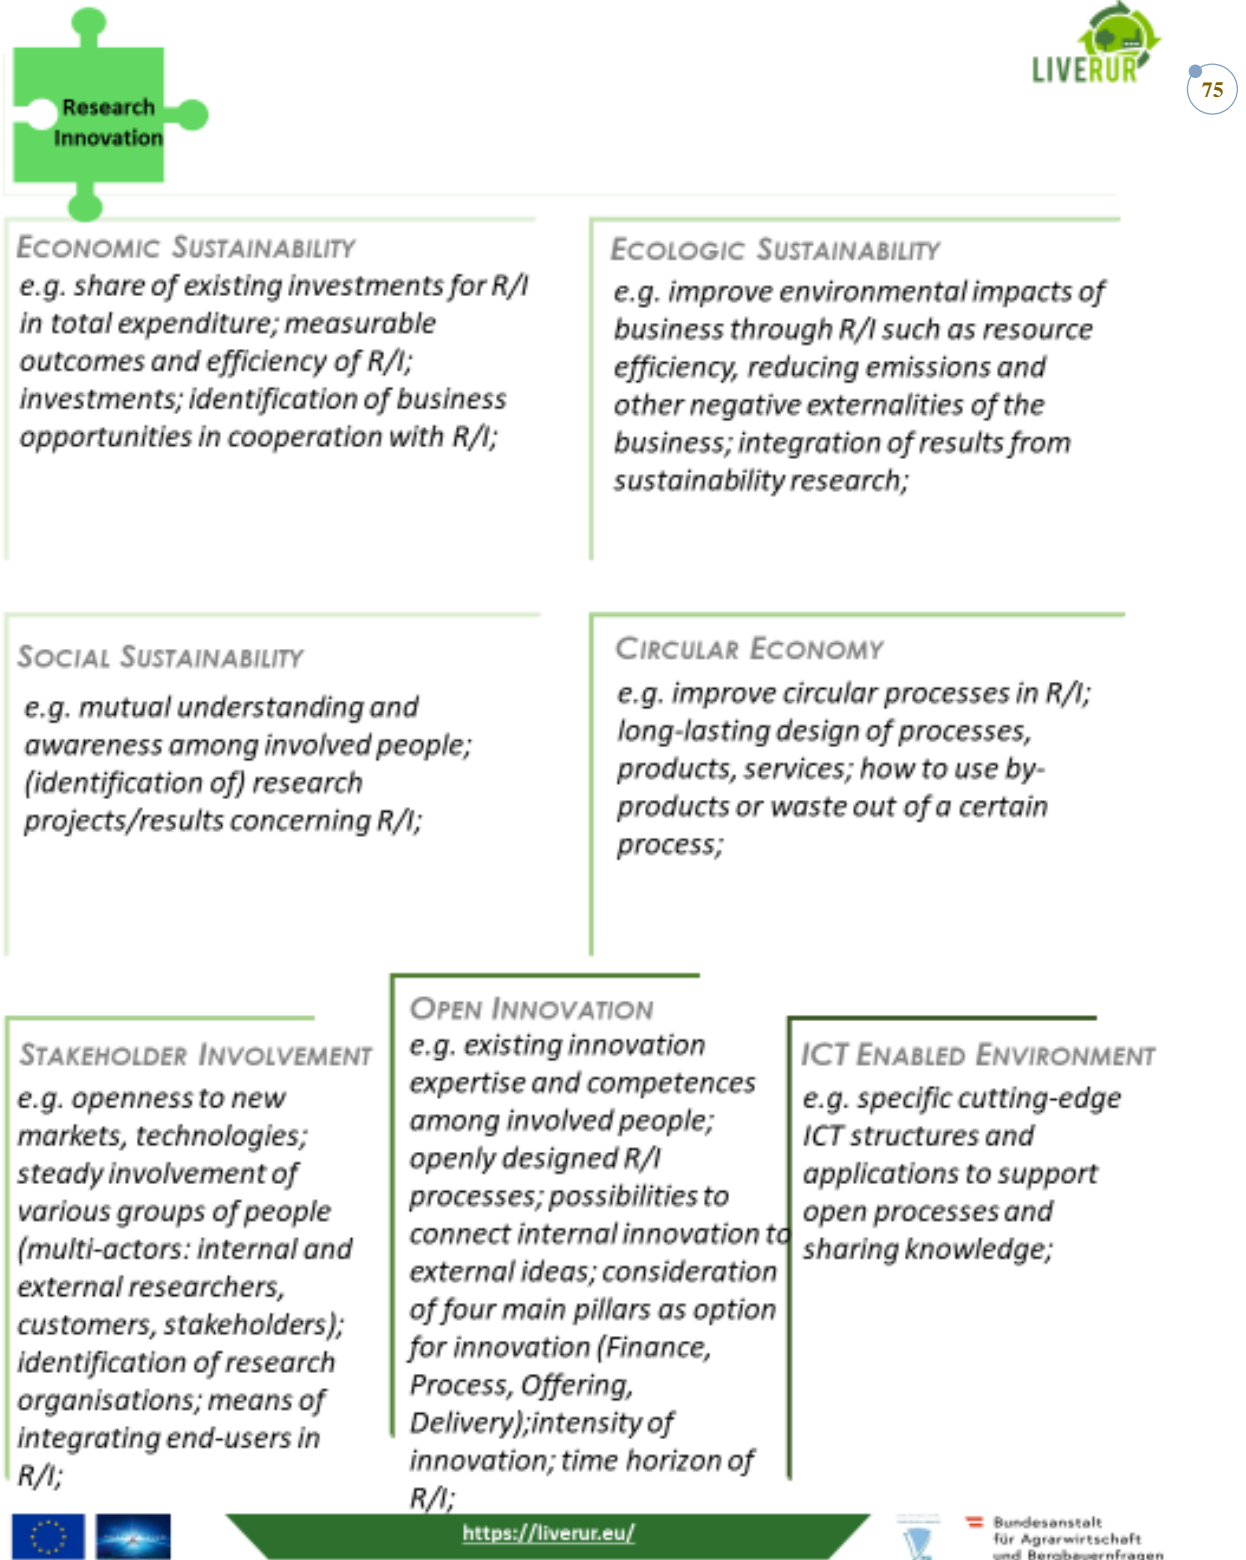 Research
Innovation
LIVERUR
75
ECONOMIC SUSTAINABILITY
e.g. share of existing investments for R/I
in total expenditure; measurable
outcomes and efficiency of R/I;
investments; identification of business
opportunities in cooperation with R/I;
ECOLOGIC SUSTAINABILITY
e.g. improve environmental impacts of
business through R/I such as resource
efficiency, reducing emissions and
other negative externalities of the
business; integration of results from
sustainability research;
SOCIAL SUSTAINABILITY
e.g. mutual understanding and
awareness among involved people;
(identification of) research
projects/results concerning R/I;
CIRCULAR ECONOMY
e.g. improve circular processes in R/I;
long-lasting design of processes,
products, services; how to use by-
products or waste out of a certain
process;
STAKEHOLDER INVOLVEMENT
e.g. openness to new
markets, technologies;
steady involvement of
various groups of people
(multi-actors: internal and
external researchers,
customers, stakeholders);
identification of research
organisations; means of
integrating end-users in
R/I;
OPEN INNOVATION
e.g. existing innovation
expertise and competences
among involved people;
openly designed R/I
processes; possibilities to
connect internal innovation to
external ideas; consideration
of four main pillars as option
for innovation (Finance,
Process, Offering,
Delivery);intensity of
innovation; time horizon of
R/I;
ICT ENABLED ENVIRONMENT
e.g. specific cutting-edge
ICT structures and
applications to support
open processes and
sharing knowledge;
https://liverur.eu/
Bundesanstalt
für Agrarwirtschaft
und Bergbauernfragen